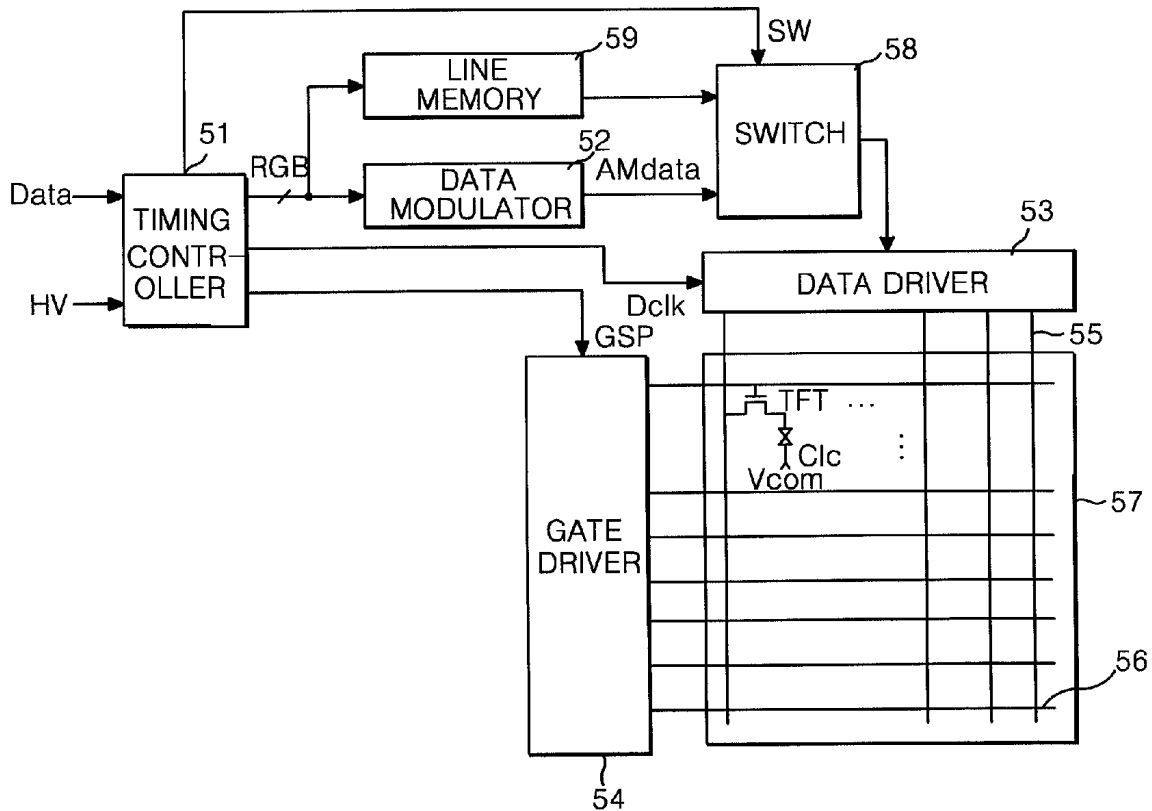 SW
59
58
LINE
MEMORY
SWITCH
51
RGB
52
AMdata
DATA
MODULATOR
Data
TIMING
CONTR-
OLLER
HV
53
DATA DRIVER
Dclk
GSP
55
TFT ...
⋮
Clc
Vcom
57
GATE
DRIVER
56
54